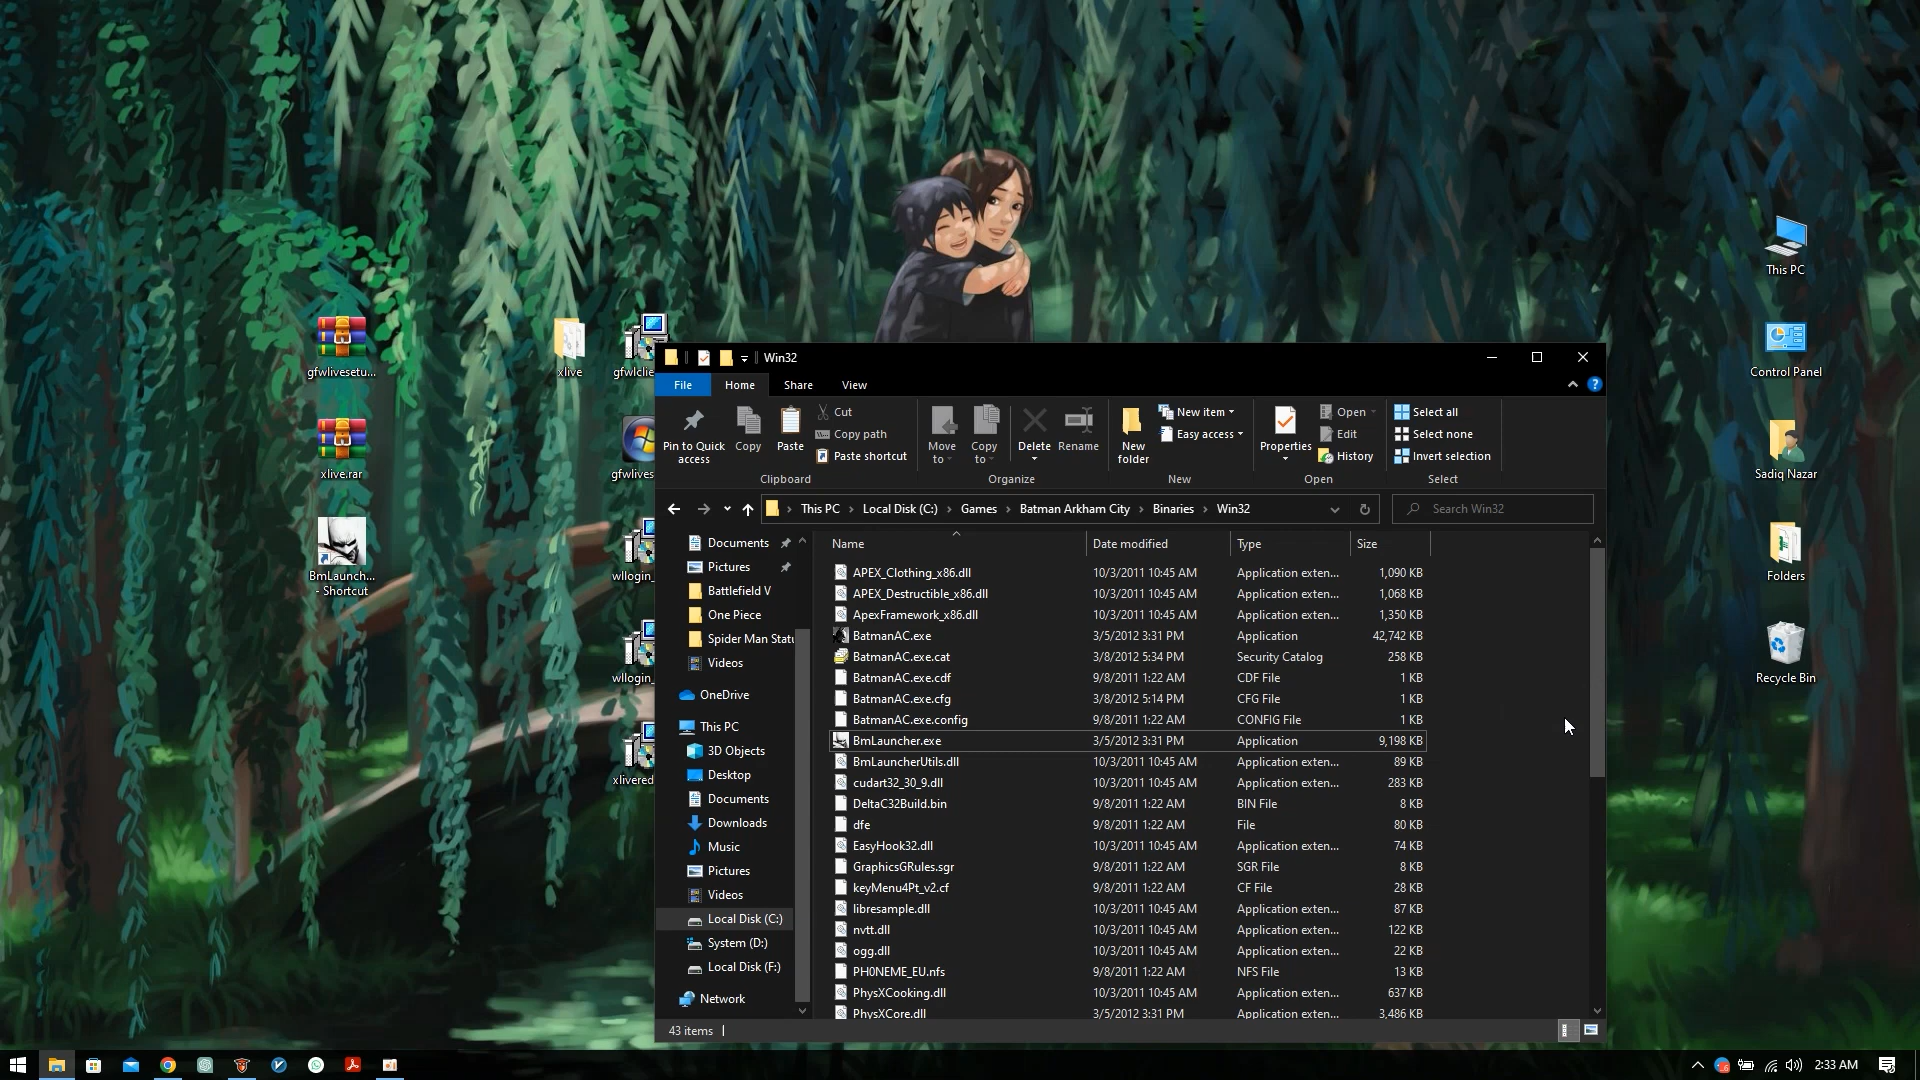 gfwlivesetu...
xlive.rar
BmLaunch...
- Shortcut
xlive
gfwlclie
gfwlives
wllogin_
wllogin_
xlivered
This PC
Control Panel
Sadiq Nazar
Folders
Recycle Bin
Win32
File
Home
Share
View
Pin to Quick
access
Copy
Paste
Cut
Copy path
Paste shortcut
Clipboard
Move
to
Copy
to
Delete
Rename
Organize
New
folder
New item
Easy access
New
Properties
Open
Edit
History
Open
Select all
Select none
Invert selection
Select
This PC > Local Disk (C:) > Games > Batman Arkham City > Binaries > Win32
Search Win32
Documents
Pictures
Battlefield V
One Piece
Spider Man Statu
Videos
OneDrive
This PC
3D Objects
Desktop
Documents
Downloads
Music
Pictures
Videos
Local Disk (C:)
System (D:)
Local Disk (F:)
Network
Name Date modified Type Size
APEX_Clothing_x86.dll 10/3/2011 10:45 AM Application exten... 1,090 KB
APEX_Destructible_x86.dll 10/3/2011 10:45 AM Application exten... 1,068 KB
ApexFramework_x86.dll 10/3/2011 10:45 AM Application exten... 1,350 KB
BatmanAC.exe 3/5/2012 3:31 PM Application 42,742 KB
BatmanAC.exe.cat 3/8/2012 5:34 PM Security Catalog 258 KB
BatmanAC.exe.cdf 9/8/2011 1:22 AM CDF File 1 KB
BatmanAC.exe.cfg 3/8/2012 5:14 PM CFG File 1 KB
BatmanAC.exe.config 9/8/2011 1:22 AM CONFIG File 1 KB
BmLauncher.exe 3/5/2012 3:31 PM Application 9,198 KB
BmLauncherUtils.dll 10/3/2011 10:45 AM Application exten... 89 KB
cudart32_30_9.dll 10/3/2011 10:45 AM Application exten... 283 KB
DeltaC32Build.bin 9/8/2011 1:22 AM BIN File 8 KB
dfe 9/8/2011 1:22 AM File 80 KB
EasyHook32.dll 10/3/2011 10:45 AM Application exten... 74 KB
GraphicsGRules.sgr 9/8/2011 1:22 AM SGR File 8 KB
keyMenu4Pt_v2.cf 9/8/2011 1:22 AM CF File 28 KB
libresample.dll 10/3/2011 10:45 AM Application exten... 87 KB
nvtt.dll 10/3/2011 10:45 AM Application exten... 122 KB
ogg.dll 10/3/2011 10:45 AM Application exten... 22 KB
PH0NEME_EU.nfs 9/8/2011 1:22 AM NFS File 13 KB
PhysXCooking.dll 10/3/2011 10:45 AM Application exten... 637 KB
PhysXCore.dll 3/5/2012 3:31 PM Application exten... 3,486 KB
43 items
2:33 AM